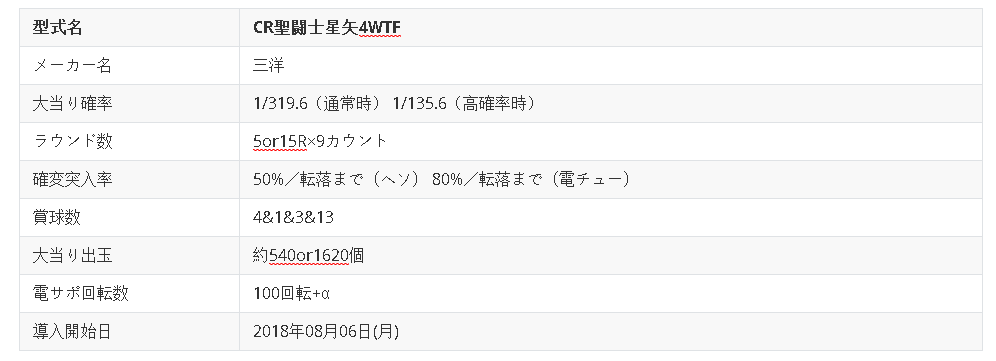 型式名 CR聖闘士星矢4WTF
メーカー名 三洋
大当り確率 1/319.6（通常時） 1/135.6（高確率時）
ラウンド数 5or15R×9カウント
確変突入率 50%／転落まで（ヘソ） 80%／転落まで（電チュー）
賞球数 4&1&3&13
大当り出玉 約540or1620個
電サポ回転数 100回転+α
導入開始日 2018年08月06日(月)